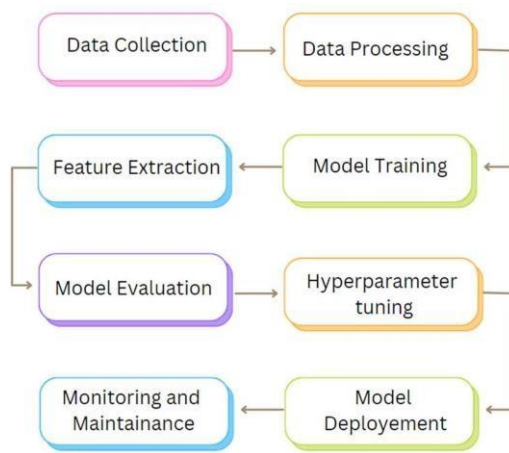 Data Collection
Data Processing
Model Training
Feature Extraction
Model Evaluation
Hyperparameter
tuning
Model
Deployement
Monitoring and
Maintainance